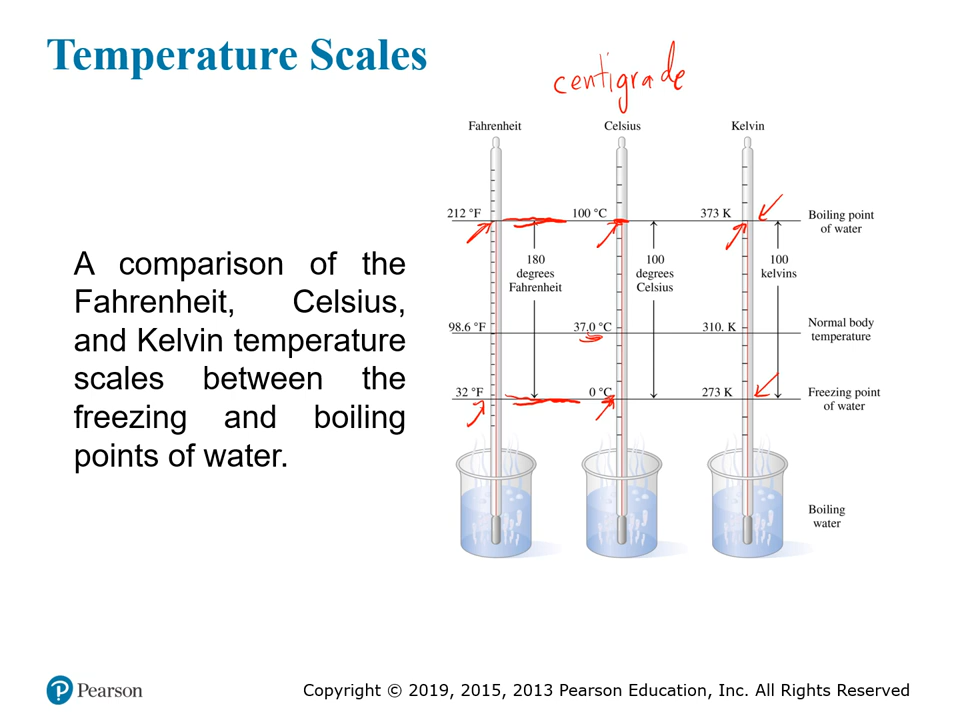 Temperature Scales
centigrade
Fahrenheit Celsius Kelvin
212 °F 100 °C 373 K Boiling point
of water
180 100 100
degrees degrees kelvins
Fahrenheit Celsius
98.6 °F 37.0 °C 310. K Normal body
temperature
32 °F 0 °C 273 K Freezing point
of water
Boiling
water
A comparison of the
Fahrenheit, Celsius,
and Kelvin temperature
scales between the
freezing and boiling
points of water.
P Pearson
Copyright © 2019, 2015, 2013 Pearson Education, Inc. All Rights Reserved